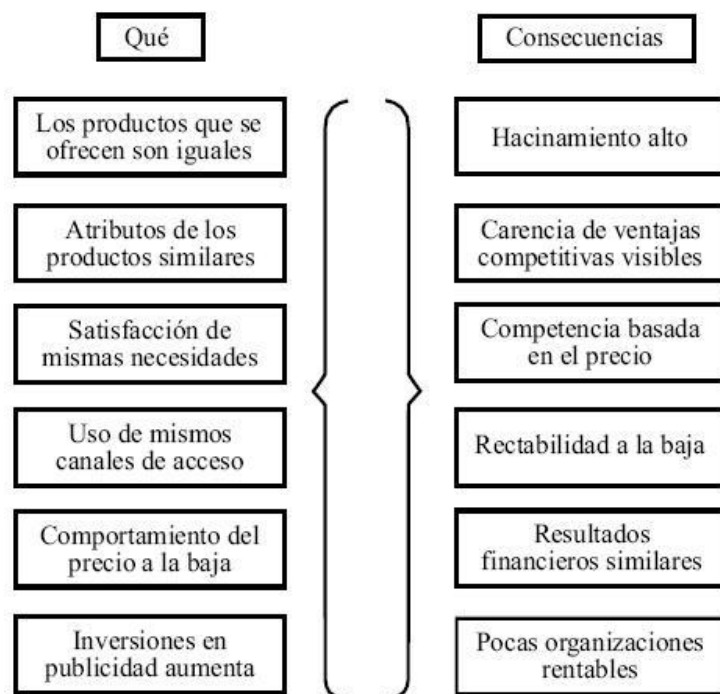 Qué
Los productos que se
ofrecen son iguales
Atributos de los
productos similares
Satisfacción de
mismas necesidades
Uso de mismos
canales de acceso
Comportamiento del
precio a la baja
Inversiones en
publicidad aumenta
Consecuencias
Hacinamiento alto
Carencia de ventajas
competitivas visibles
Competencia basada
en el precio
Rectabilidad a la baja
Resultados
financieros similares
Pocas organizaciones
rentables